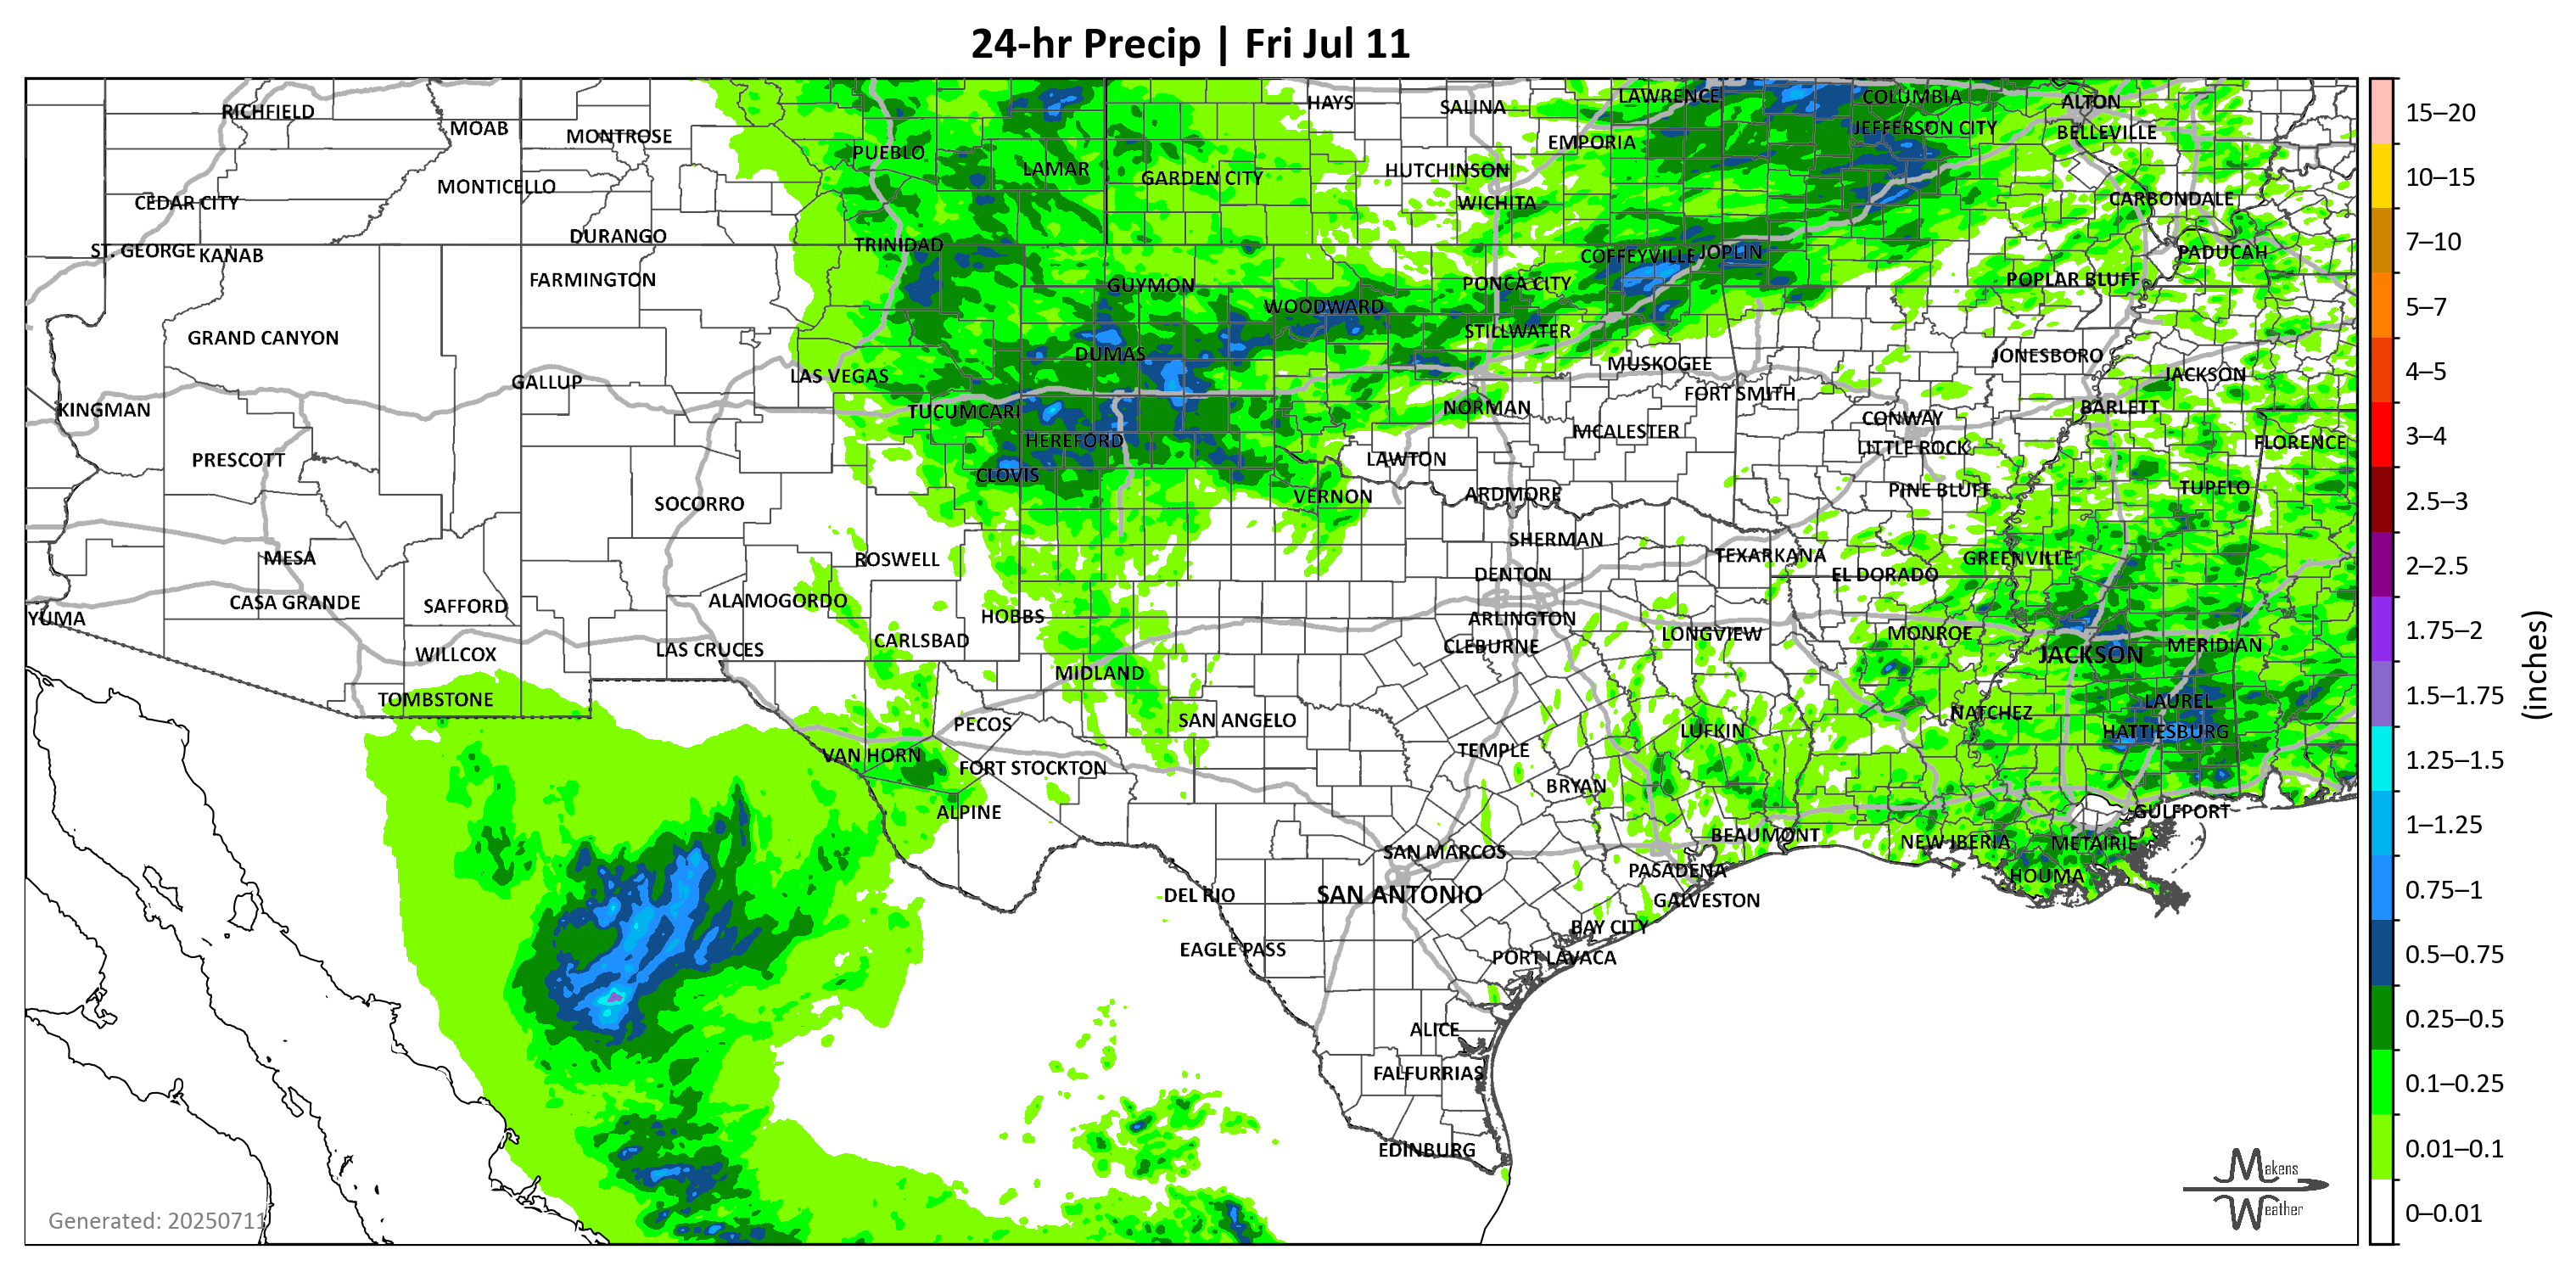 24-hr Precip | Fri Jul 11
RICHFIELD
MOAB
MONTROSE
PUEBLO
LAMAR
GARDEN CITY
HAYS
SALINA
LAWRENCE
COLUMBIA
ALTON
EMPORIA
JEFFERSON CITY
BELLEVILLE
HUTCHINSON
MONTICELLO
CEDAR CITY
WICHITA
CARBONDALE
DURANGO
TRINIDAD
ST. GEORGE
KANAB
COFFEYVILLE
JOPLIN
PADUCAH
FARMINGTON
GUYMON
PONCA CITY
POPLAR BLUFF
WOODWARD
STILLWATER
GRAND CANYON
DUMAS
MUSKOGEE
JONESBORO
GALLUP
LAS VEGAS
FORT SMITH
JACKSON
KINGMAN
TUCUMCARI
NORMAN
CONWAY
BARLETT
HEREFORD
MCALESTER
LITTLE ROCK
FLORENCE
PRESCOTT
CLOVIS
LAWTON
SOCORRO
VERNON
ARDMORE
PINE BLUFF
TUPELO
MESA
ROSWELL
SHERMAN
TEXARKANA
GREENVILLE
DENTON
EL DORADO
CASA GRANDE
SAFFORD
ALAMOGORDO
YUMA
HOBBS
ARLINGTON
LONGVIEW
MONROE
WILLCOX
LAS CRUCES
CARLSBAD
CLEBURNE
JACKSON
MERIDIAN
TOMBSTONE
MIDLAND
PECOS
SAN ANGELO
LAUREL
NATCHEZ
VAN HORN
FORT STOCKTON
TEMPLE
LUFKIN
HATTIESBURG
BRYAN
ALPINE
GULFPORT
SAN MARCOS
BEAUMONT
NEW IBERIA
METAIRIE
PASADENA
HOUMA
DEL RIO
SAN ANTONIO
GALVESTON
EAGLE PASS
BAY CITY
PORT LAVACA
ALICE
FALFURRIAS
EDINBURG
Generated: 20250711
Makens
Weather
15–20
10–15
7–10
5–7
4–5
3–4
2.5–3
2–2.5
1.75–2
1.5–1.75
1.25–1.5
1–1.25
0.75–1
0.5–0.75
0.25–0.5
0.1–0.25
0.01–0.1
0–0.01
(inches)